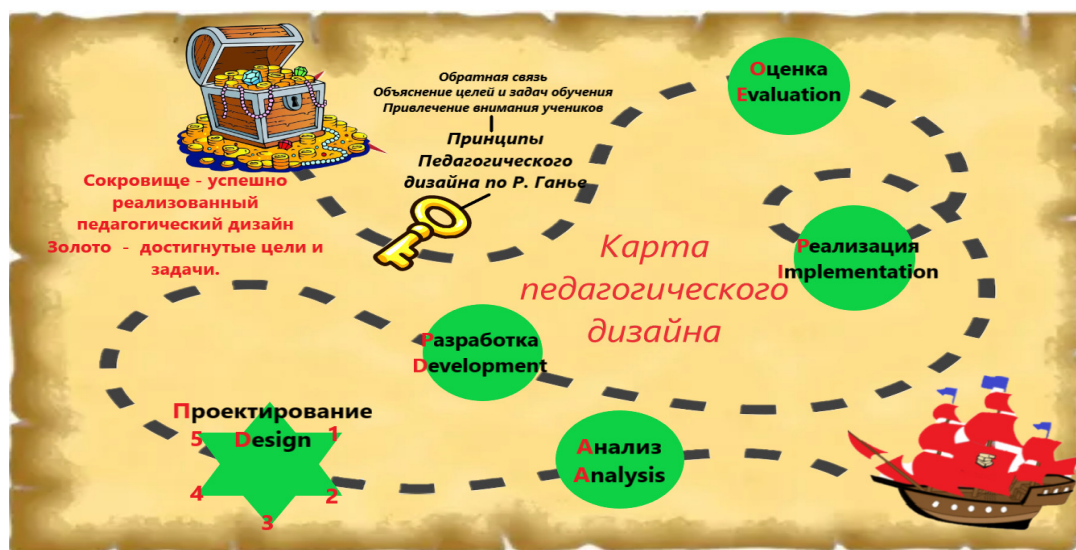 Обратная связь
Объяснение целей и задач обучения
Привлечение внимания учеников
Принципы
Педагогического
дизайна по Р. Ганье
Сокровище - успешно
реализованный
педагогический дизайн
Золото - достигнутые цели и
задачи.
Оценка
Evaluation
Реализация
Implementation
Карта
педагогического
дизайна
Разработка
Development
Проектирование
Design
5
1
4
2
3
Анализ
Analysis